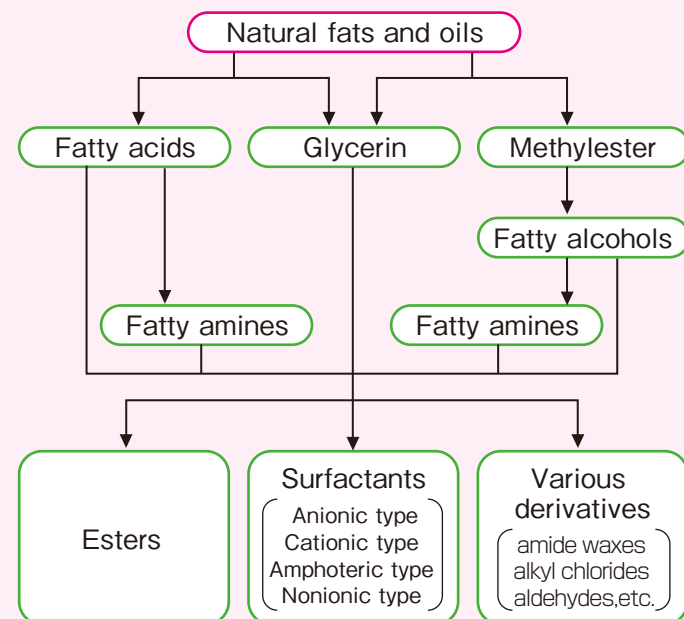 Natural fats and oils
Fatty acids
Glycerin
Methylester
Fatty alcohols
Fatty amines
Fatty amines
Esters
Surfactants
Anionic type
Cationic type
Amphoteric type
Nonionic type
Various
derivatives
amide waxes
alkyl chlorides
aldehydes,etc.